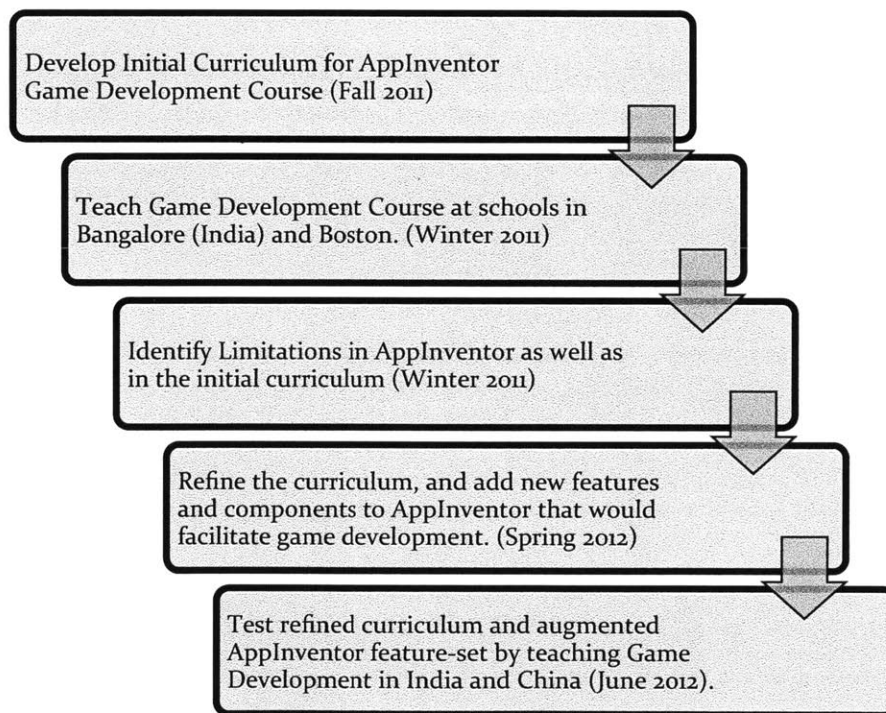 Develop Initial Curriculum for AppInventor
Game Development Course (Fall 2011)
Teach Game Development Course at schools in
Bangalore (India) and Boston. (Winter 2011)
Identify Limitations in AppInventor as well as
in the initial curriculum (Winter 2011)
Refine the curriculum, and add new features
and components to AppInventor that would
facilitate game development. (Spring 2012)
Test refined curriculum and augmented
AppInventor feature-set by teaching Game
Development in India and China (June 2012).